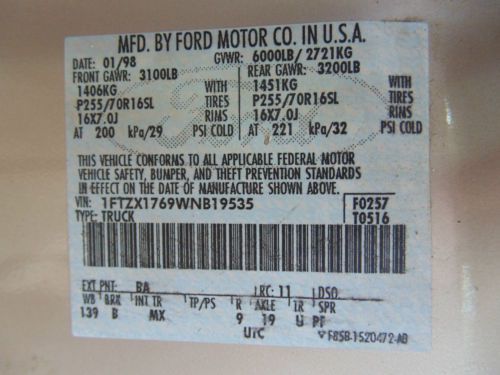 MFD. BY FORD MOTOR CO. IN U.S.A.
DATE: 01/98 GVWR: 6000LB/ 2721KG
FRONT GAWR: 3100LB REAR GAWR: 3200LB
1406KG WITH 1451KG WITH
P255/70R16SL TIRES P255/70R16SL TIRES
16X7.0J RIMS 16X7.0J RIMS
AT 200 kPa/29 PSI COLD AT 221 kPa/32 PSI COLD
THIS VEHICLE CONFORMS TO ALL APPLICABLE FEDERAL MOTOR
VEHICLE SAFETY, BUMPER, AND THEFT PREVENTION STANDARDS
IN EFFECT ON THE DATE OF MANUFACTURE SHOWN ABOVE.
VIN: 1FTZX1769WNB19535 F0257
TYPE: TRUCK T0516
EXT PNT: BA RC: 11 DSO:
WB BRK INT TR TP/PS R AXLE TR SPR
139 B MX 9 19 U PF
UTC F85B-1520472-AB